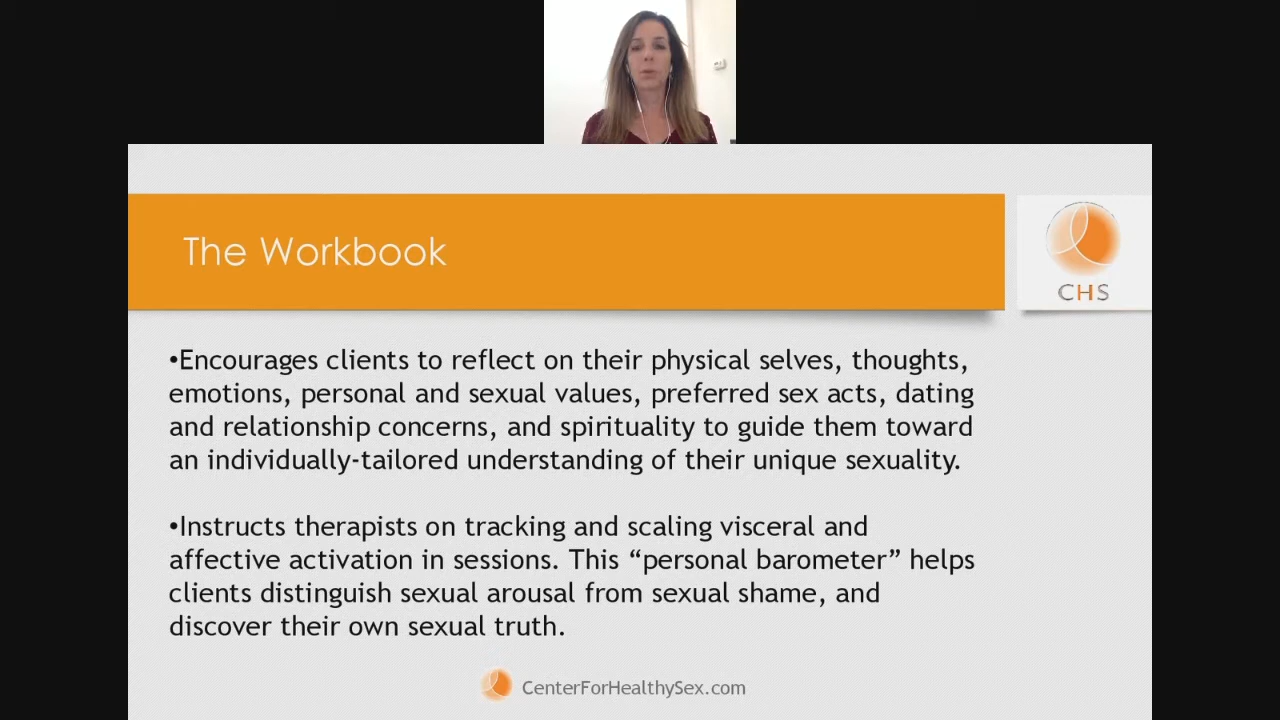 The Workbook
CHS
•Encourages clients to reflect on their physical selves, thoughts,
emotions, personal and sexual values, preferred sex acts, dating
and relationship concerns, and spirituality to guide them toward
an individually-tailored understanding of their unique sexuality.
•Instructs therapists on tracking and scaling visceral and
affective activation in sessions. This “personal barometer” helps
clients distinguish sexual arousal from sexual shame, and
discover their own sexual truth.
CenterForHealthySex.com